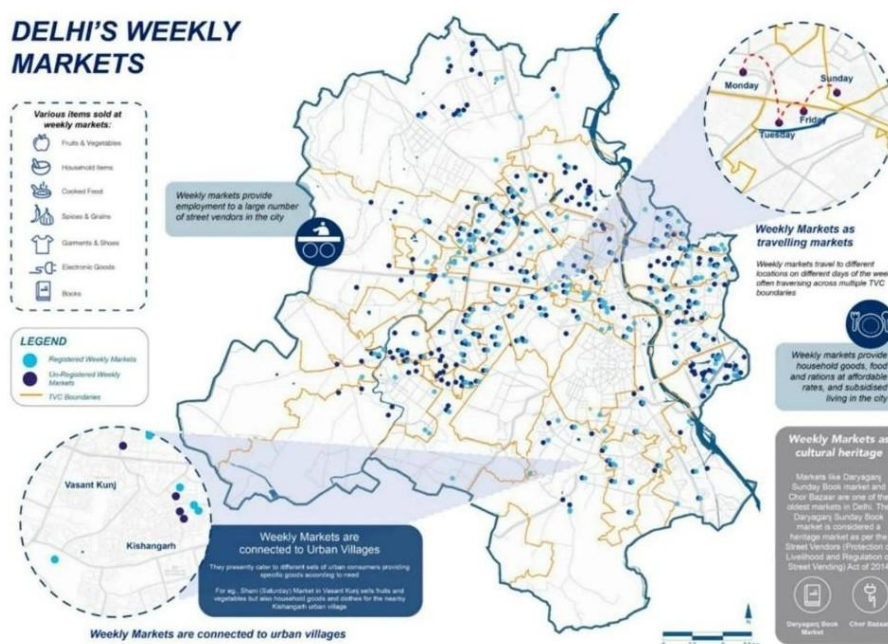 DELHI'S WEEKLY
MARKETS
Various items sold at
weekly markets:
Fruits & Vegetables
Household Items
Cooked Food
Spices & Grains
Garments & Shoes
Electronic Goods
Books
LEGEND
Registered Weekly Markets
Un-Registered Weekly
Markets
TVC Boundaries
Weekly markets provide
employment to a large number
of street vendors in the city
Monday
Sunday
Tuesday
Friday
Weekly Markets as
travelling markets
Weekly markets travel to different
locations on different days of the week
often traversing across multiple TVC
boundaries
Weekly markets provide
household goods, food
and rations at affordable
rates, and subsidised
living in the city
Weekly Markets as
cultural heritage
Markets like Daryaganj
Sunday Book market and
Chor Bazaar are one of the
oldest markets in Delhi. The
Daryaganj Sunday Book
market is considered a
heritage market as per the
Street Vendors (Protection of
Livelihood and Regulation of
Street Vending) Act of 2014
Daryaganj Book
Market
Chor Bazaar
Vasant Kunj
Kishangarh
Weekly Markets are
connected to Urban Villages
They presently cater to different sets of urban consumers providing
specific goods according to need
For eg., Shani (Saturday) Market in Vasant Kunj sells fruits and
vegetables but also household goods and clothes for the nearby
Kishangarh urban village
Weekly Markets are connected to urban villages
N